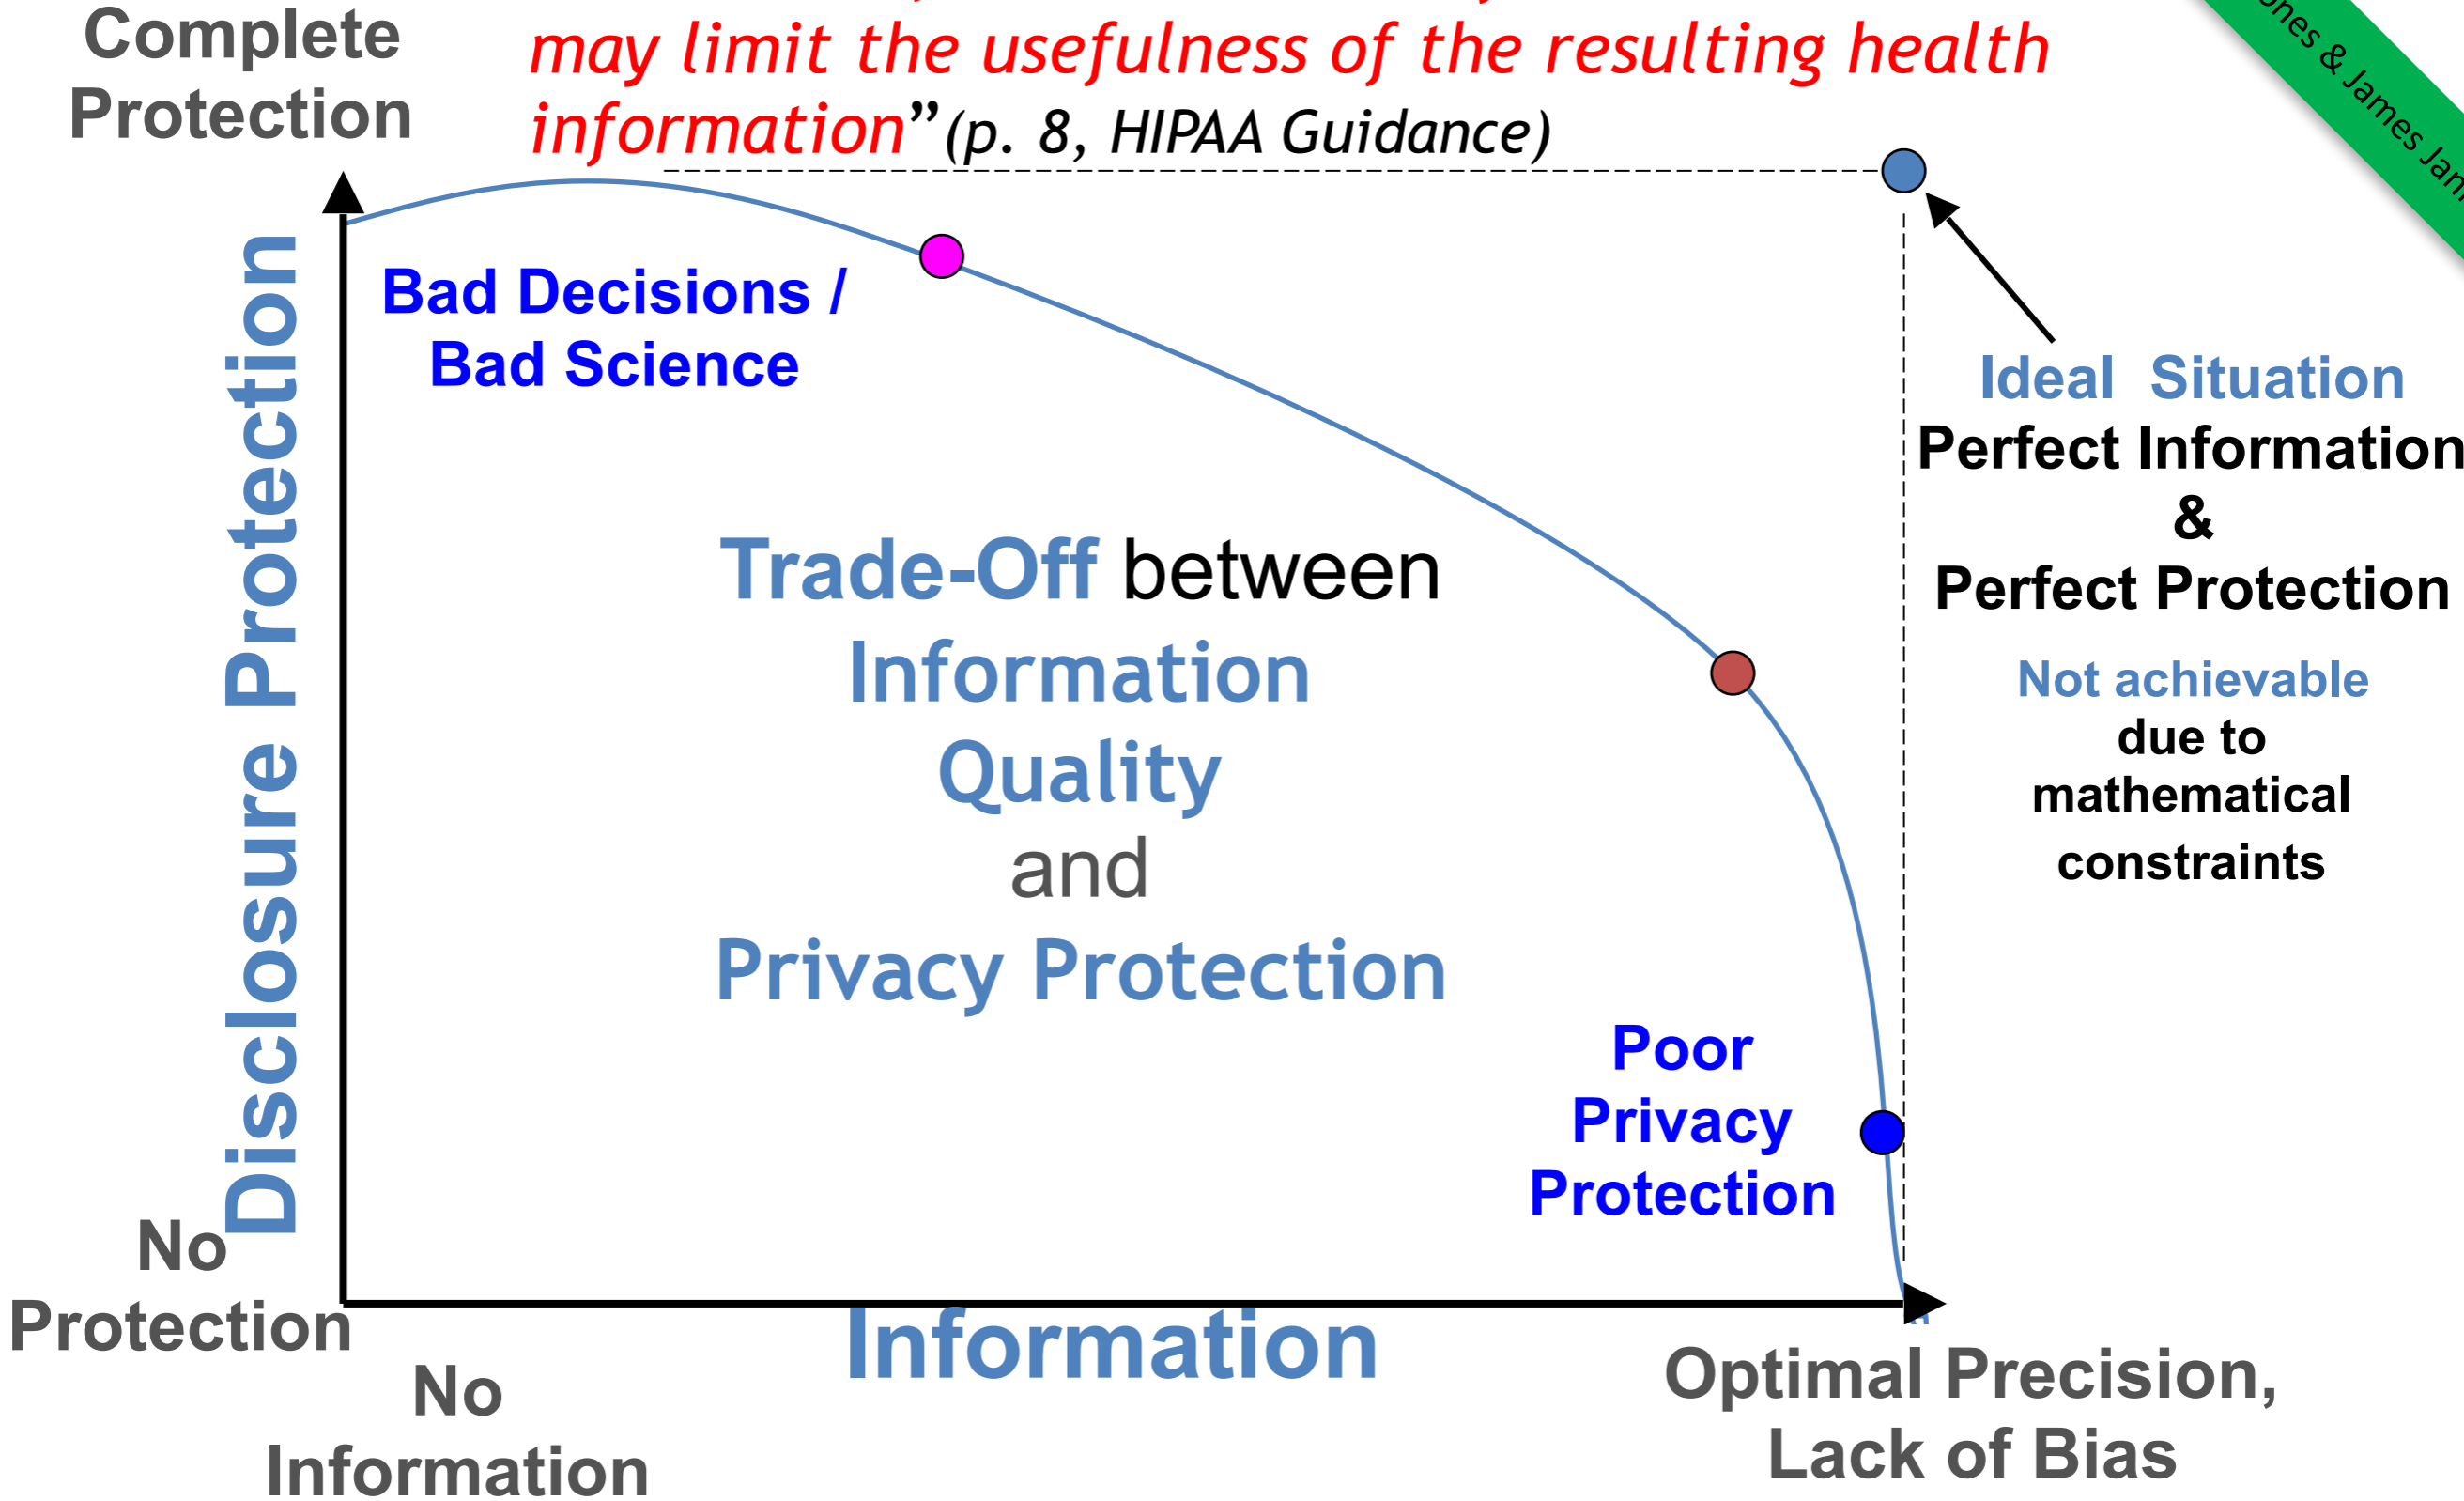 Complete
Protection
may limit the usefulness of the resulting health
information” (p. 8, HIPAA Guidance)
& James
Bad Decisions /
Bad Science
Ideal Situation
Perfect Information
&
Perfect Protection
Not achievable
due to
mathematical
constraints
Disclosure Protection
Trade-Off between
Information
Quality
and
Privacy Protection
Poor
Privacy
Protection
No
Protection
No
Information
Information
Optimal Precision,
Lack of Bias